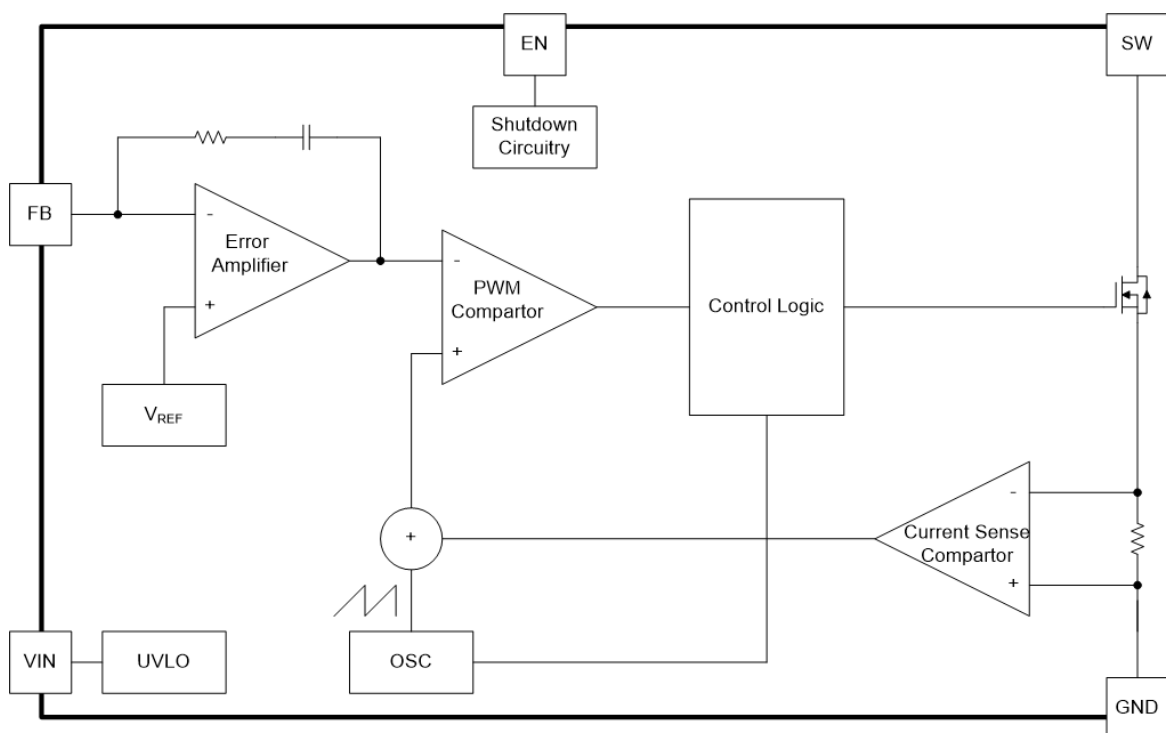 EN
SW
Shutdown
Circuitry
FB
-
Error
Amplifier
+
-
PWM
Compartor
+
Control Logic
VREF
-
Current Sense
Compartor
+
+
VIN
UVLO
OSC
GND